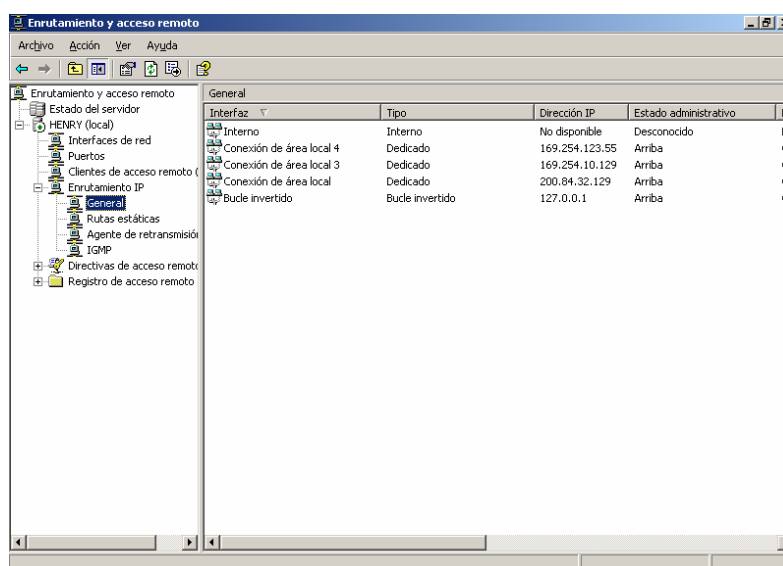 Enrutamiento y acceso remoto
Archivo Acción Ver Ayuda
Enrutamiento y acceso remoto
Estado del servidor
HENRY (local)
Interfaces de red
Puertos
Clientes de acceso remoto (
Enrutamiento IP
General
Rutas estáticas
Agente de retransmisió
IGMP
Directivas de acceso remoto
Registro de acceso remoto
General
Interfaz Tipo Dirección IP Estado administrativo
Interno Interno No disponible Desconocido
Conexión de área local 4 Dedicado 169.254.123.55 Arriba
Conexión de área local 3 Dedicado 169.254.10.129 Arriba
Conexión de área local Dedicado 200.84.32.129 Arriba
Bucle invertido Bucle invertido 127.0.0.1 Arriba